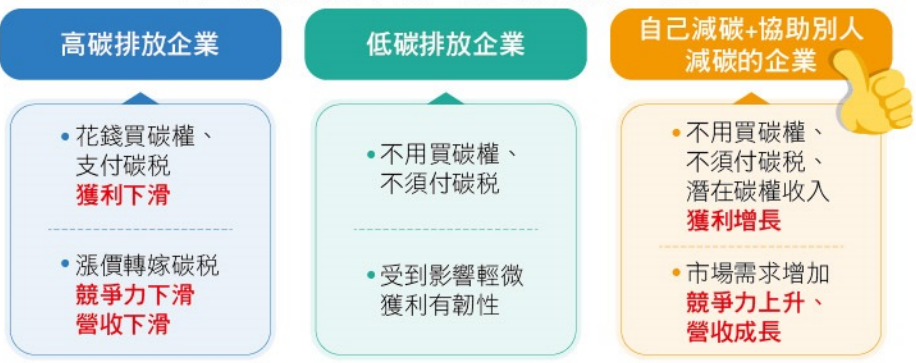 高碳排放企業
低碳排放企業
自己減碳+協助別人
減碳的企業
•花錢買碳權、
支付碳税
獲利下滑
•漲價轉嫁碳税
競爭力下滑
營收下滑
•不用買碳權、
不須付碳税
•受到影響輕微
獲利有韌性
•不用買碳權、
不須付碳税、
潛在碳權收入
獲利增長
•市場需求增加
競爭力上升、
營收成長